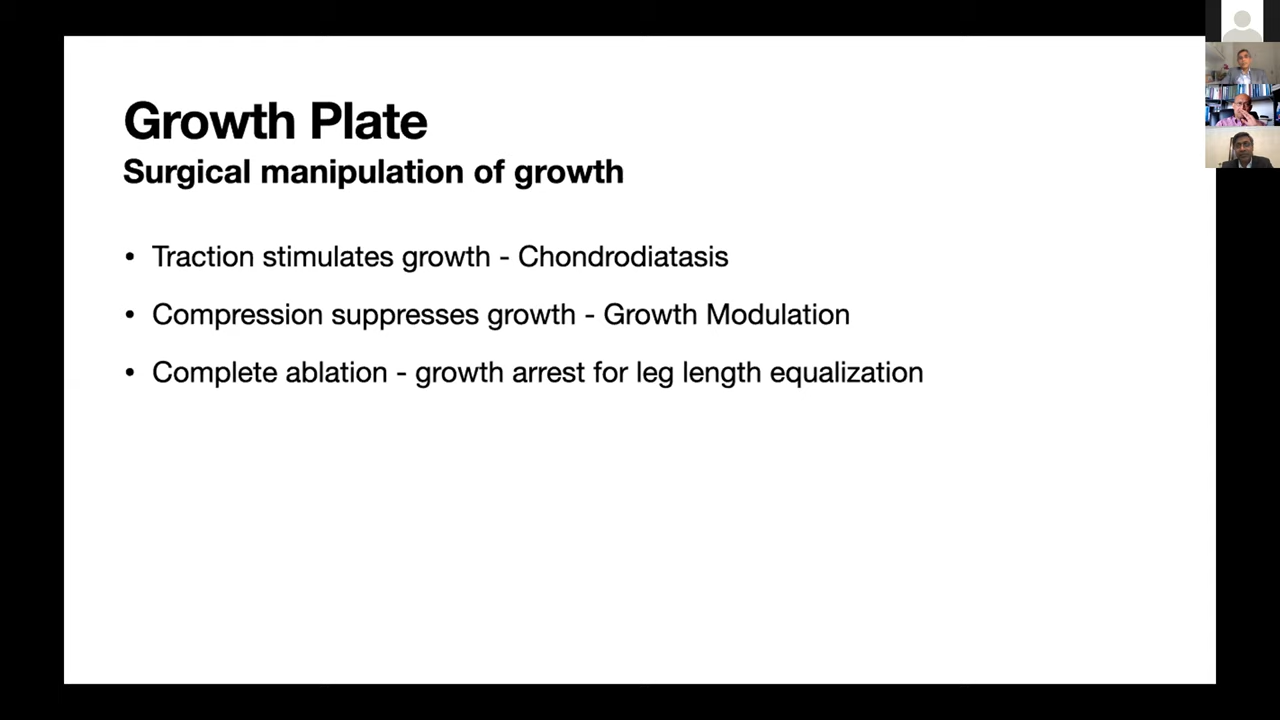 Growth Plate
Surgical manipulation of growth
• Traction stimulates growth - Chondrodiatasis
• Compression suppresses growth - Growth Modulation
• Complete ablation - growth arrest for leg length equalization